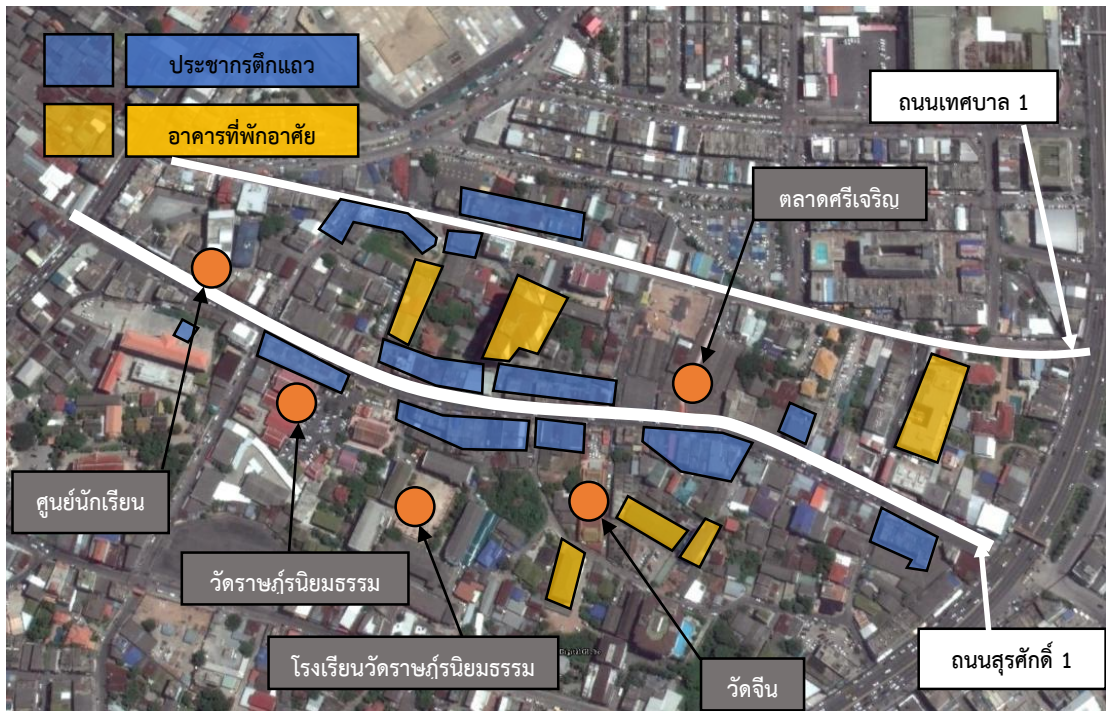 ประชากรตึกแถว
อาคารที่พักอาศัย
ถนนเทศบาล 1
ตลาดศรีเจริญ
ศูนย์นักเรียน
วัดราษฎ์รนิยมธรรม
โรงเรียนวัดราษฎ์รนิยมธรรม
วัดจีน
ถนนสุรศักดิ์ 1